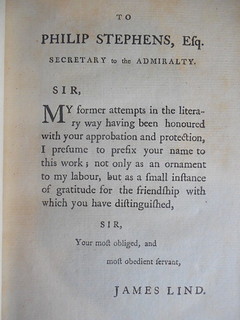 TO
PHILIP STEPHENS, Eſq.
SECRETARY to the ADMIRALTY.
SIR,
MY former attempts in the litera-
ry way having been honoured
with your approbation and protection,
I preſume to prefix your name to
this work; not only as an ornament
to my labour, but as a ſmall inſtance
of gratitude for the friendſhip with
which you have diſtinguiſhed,
SIR,
Your moſt obliged, and
moſt obedient ſervant,
JAMES LIND.